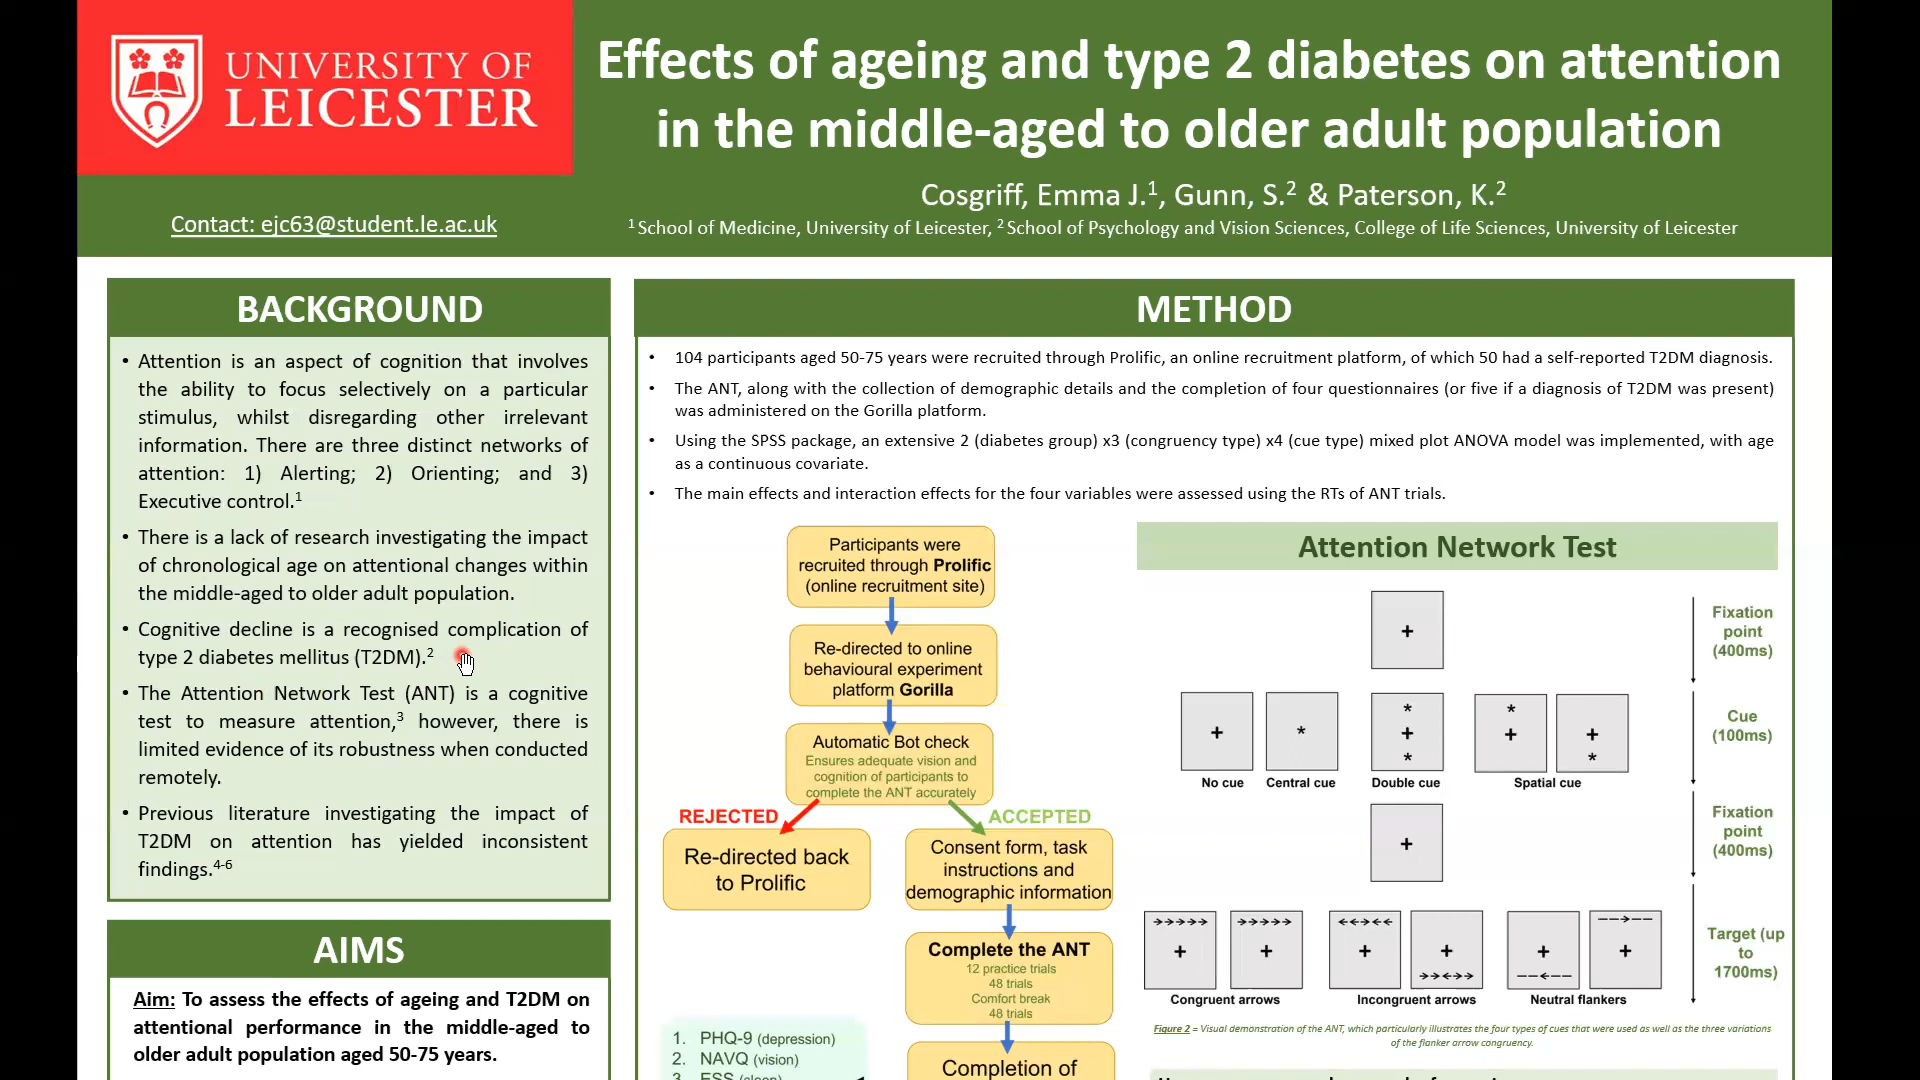 UNIVERSITY OF
LEICESTER
Effects of ageing and type 2 diabetes on attention
in the middle-aged to older adult population
Cosgriff, Emma J.1, Gunn, S.2 & Paterson, K.2
Contact: ejc63@student.le.ac.uk
1 School of Medicine, University of Leicester, 2 School of Psychology and Vision Sciences, College of Life Sciences, University of Leicester
BACKGROUND
• Attention is an aspect of cognition that involves
the ability to focus selectively on a particular
stimulus, whilst disregarding other irrelevant
information. There are three distinct networks of
attention: 1) Alerting; 2) Orienting; and 3)
Executive control.1
• There is a lack of research investigating the impact
of chronological age on attentional changes within
the middle-aged to older adult population.
• Cognitive decline is a recognised complication of
type 2 diabetes mellitus (T2DM).2
• The Attention Network Test (ANT) is a cognitive
test to measure attention,3 however, there is
limited evidence of its robustness when conducted
remotely.
• Previous literature investigating the impact of
T2DM on attention has yielded inconsistent
findings.4-6
AIMS
Aim: To assess the effects of ageing and T2DM on
attentional performance in the middle-aged to
older adult population aged 50-75 years.
METHOD
• 104 participants aged 50-75 years were recruited through Prolific, an online recruitment platform, of which 50 had a self-reported T2DM diagnosis.
• The ANT, along with the collection of demographic details and the completion of four questionnaires (or five if a diagnosis of T2DM was present)
was administered on the Gorilla platform.
• Using the SPSS package, an extensive 2 (diabetes group) x3 (congruency type) x4 (cue type) mixed plot ANOVA model was implemented, with age
as a continuous covariate.
• The main effects and interaction effects for the four variables were assessed using the RTs of ANT trials.
Participants were
recruited through Prolific
(online recruitment site)
Re-directed to online
behavioural experiment
platform Gorilla
Automatic Bot check
Ensures adequate vision and
cognition of participants to
complete the ANT accurately
REJECTED
ACCEPTED
Re-directed back
to Prolific
Consent form, task
instructions and
demographic information
Complete the ANT
12 practice trials
48 trials
Comfort break
48 trials
1. PHQ-9 (depression)
2. NAVQ (vision)
3. ESS (sleep)
Completion of
Attention Network Test
Fixation
point
(400ms)
Cue
(100ms)
No cue
Central cue
Double cue
Spatial cue
Fixation
point
(400ms)
Target (up
to
1700ms)
Congruent arrows
Incongruent arrows
Neutral flankers
Figure 2 = Visual demonstration of the ANT, which particularly illustrates the four types of cues that were used as well as the three variations
of the flanker arrow congruency.